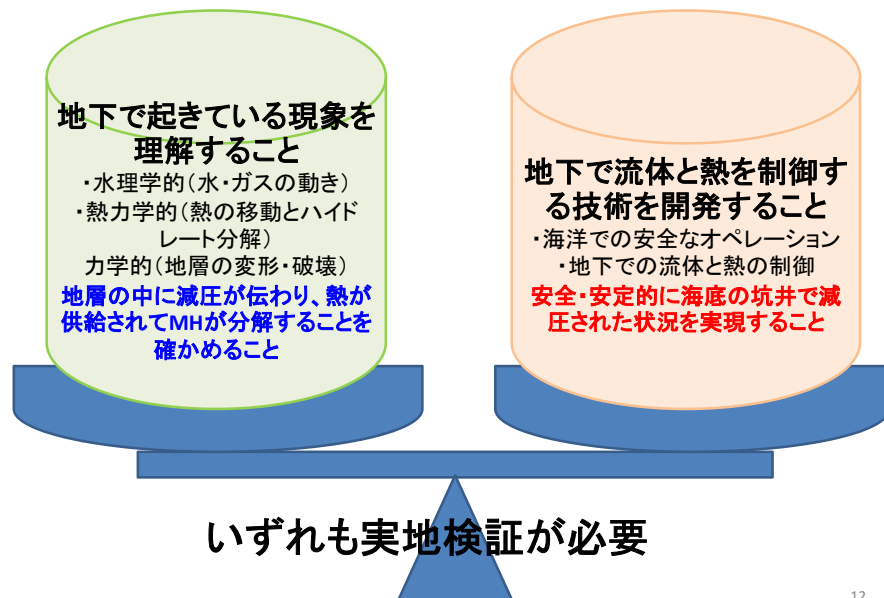 地下で起きている現象を
理解すること
・水理学的(水・ガスの動き)
・熱力学的(熱の移動とハイド
レート分解)
力学的(地層の変形・破壊)
地層の中に減圧が伝わり、熱が
供給されてMHが分解することを
確かめること
地下で流体と熱を制御す
る技術を開発すること
・海洋での安全なオペレーション
・地下での流体と熱の制御
安全・安定的に海底の坑井で減
圧された状況を実現すること
いずれも実地検証が必要
12